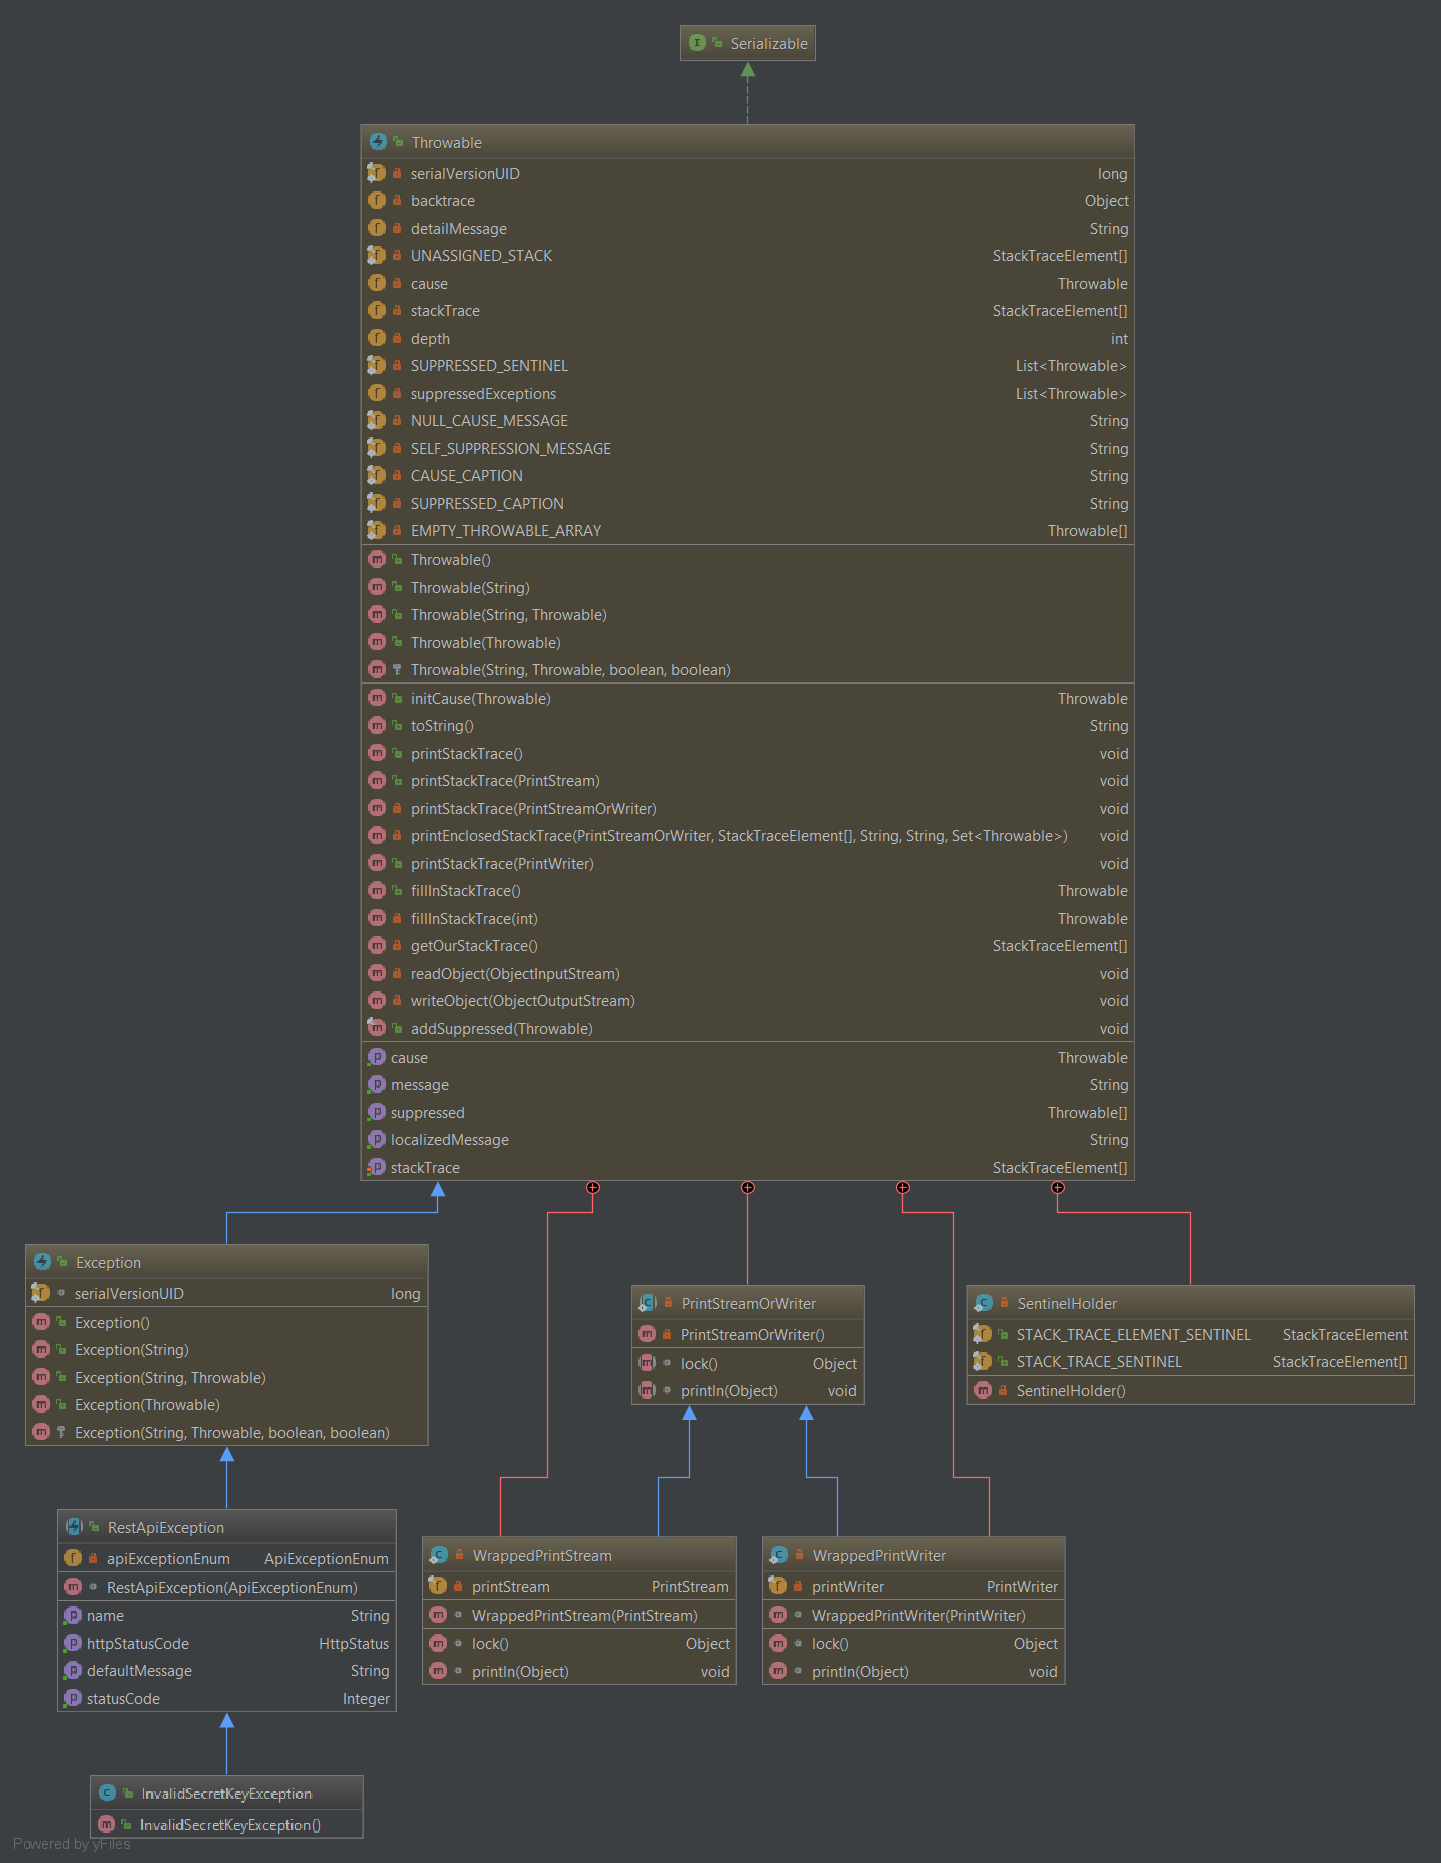 Serializable
Throwable
serialVersionUID long
backtrace Object
detailMessage String
UNASSIGNED_STACK StackTraceElement[]
cause Throwable
stackTrace StackTraceElement[]
depth int
SUPPRESSED_SENTINEL List<Throwable>
suppressedExceptions List<Throwable>
NULL_CAUSE_MESSAGE String
SELF_SUPPRESSION_MESSAGE String
CAUSE_CAPTION String
SUPPRESSED_CAPTION String
EMPTY_THROWABLE_ARRAY Throwable[]
Throwable()
Throwable(String)
Throwable(String, Throwable)
Throwable(Throwable)
Throwable(String, Throwable, boolean, boolean)
initCause(Throwable) Throwable
toString() String
printStackTrace() void
printStackTrace(PrintStream) void
printStackTrace(PrintStreamOrWriter) void
printEnclosedStackTrace(PrintStreamOrWriter, StackTraceElement[], String, String, Set<Throwable>) void
printStackTrace(PrintWriter) void
fillInStackTrace() Throwable
fillInStackTrace(int) Throwable
getOurStackTrace() StackTraceElement[]
readObject(ObjectInputStream) void
writeObject(ObjectOutputStream) void
addSuppressed(Throwable) void
cause Throwable
message String
suppressed Throwable[]
localizedMessage String
stackTrace StackTraceElement[]
Exception
serialVersionUID long
Exception()
Exception(String)
Exception(String, Throwable)
Exception(Throwable)
Exception(String, Throwable, boolean, boolean)
PrintStreamOrWriter
PrintStreamOrWriter()
lock() Object
println(Object) void
SentinelHolder
STACK_TRACE_ELEMENT_SENTINEL StackTraceElement
STACK_TRACE_SENTINEL StackTraceElement[]
SentinelHolder()
RestApiException
apiExceptionEnum ApiExceptionEnum
RestApiException(ApiExceptionEnum)
name String
httpStatusCode HttpStatus
defaultMessage String
statusCode Integer
WrappedPrintStream
printStream PrintStream
WrappedPrintStream(PrintStream)
lock() Object
println(Object) void
WrappedPrintWriter
printWriter PrintWriter
WrappedPrintWriter(PrintWriter)
lock() Object
println(Object) void
InvalidSecretKeyException
InvalidSecretKeyException()
Powered by yFiles